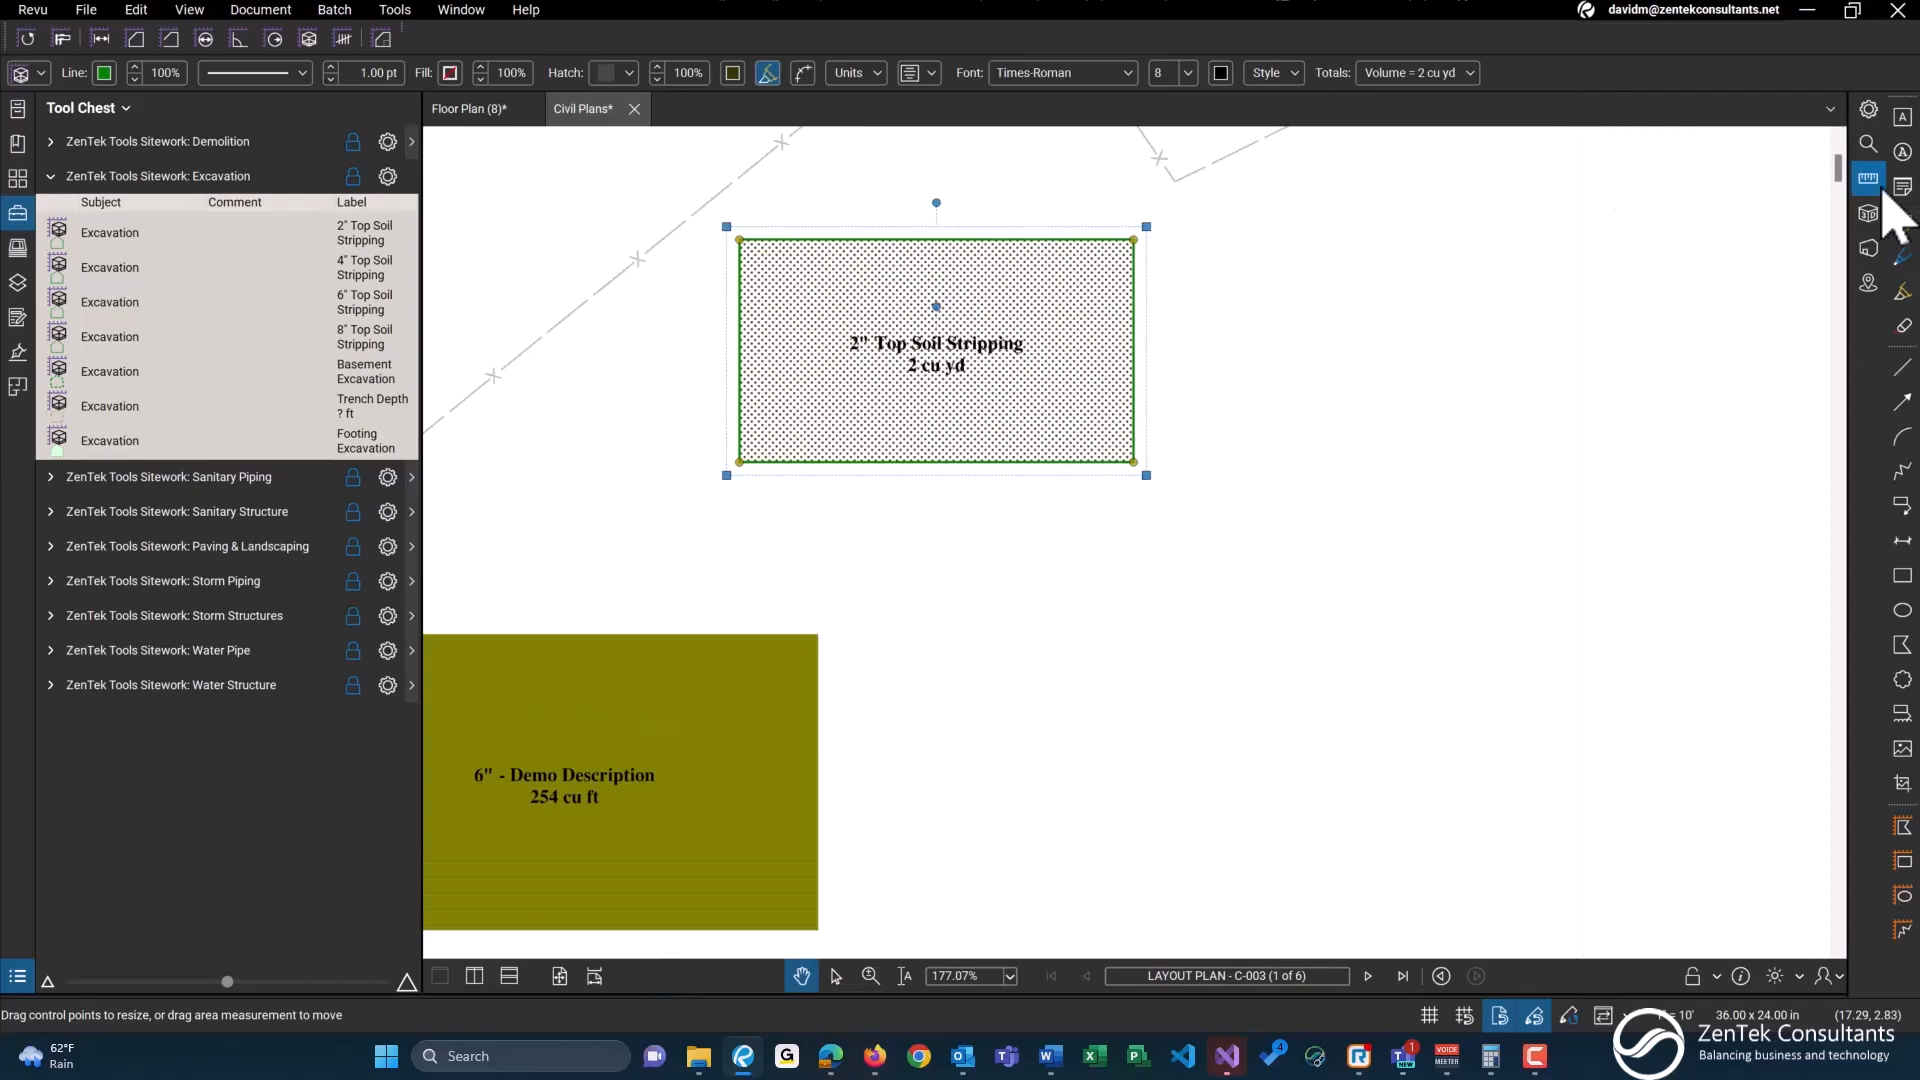 Revu File Edit View Document Batch Tools Window Help
davidm@zentekconsultants.net
Line: 100% 1.00 pt Fill: 100% Hatch: 100% Units Font: Times-Roman 8 Style Totals: Volume = 2 cu yd
Tool Chest
Floor Plan (8)* Civil Plans*
ZenTek Tools Sitework: Demolition
ZenTek Tools Sitework: Excavation
Subject Comment Label
Excavation 2" Top Soil
Stripping
Excavation 4" Top Soil
Stripping
Excavation 6" Top Soil
Stripping
Excavation 8" Top Soil
Stripping
Excavation Basement
Excavation
Excavation Trench Depth
? ft
Excavation Footing
Excavation
ZenTek Tools Sitework: Sanitary Piping
ZenTek Tools Sitework: Sanitary Structure
ZenTek Tools Sitework: Paving & Landscaping
ZenTek Tools Sitework: Storm Piping
ZenTek Tools Sitework: Storm Structures
ZenTek Tools Sitework: Water Pipe
ZenTek Tools Sitework: Water Structure
2" Top Soil Stripping
2 cu yd
6" - Demo Description
254 cu ft
177.07% LAYOUT PLAN - C-003 (1 of 6)
Drag control points to resize, or drag area measurement to move
= 10' 36.00 x 24.00 in (17.29, 2.83)
62°F
Rain
Search
ZenTek Consultants
Balancing business and technology